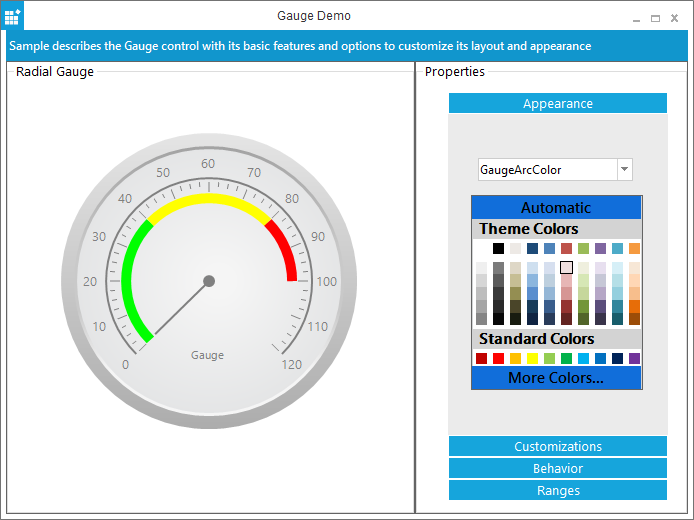 Gauge Demo
Sample describes the Gauge control with its basic features and options to customize its layout and appearance
Radial Gauge
0
10
20
30
40
50
60
70
80
90
100
110
120
Gauge
Properties
Appearance
GaugeArcColor
Automatic
Theme Colors
Standard Colors
More Colors...
Customizations
Behavior
Ranges